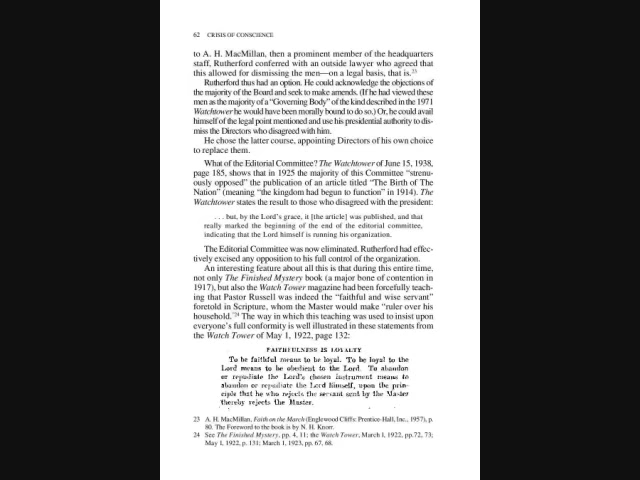 62 CRISIS OF CONSCIENCE
to A. H. MacMillan, then a prominent member of the headquarters
staff, Rutherford conferred with an outside lawyer who agreed that
this allowed for dismissing the men—on a legal basis, that is.23
Rutherford thus had an option. He could acknowledge the objections of
the majority of the Board and seek to make amends. (If he had viewed these
men as the majority of a “Governing Body” of the kind described in the 1971
Watchtower he would have been morally bound to do so.) Or, he could avail
himself of the legal point mentioned and use his presidential authority to dis-
miss the Directors who disagreed with him.
He chose the latter course, appointing Directors of his own choice
to replace them.
What of the Editorial Committee? The Watchtower of June 15, 1938,
page 185, shows that in 1925 the majority of this Committee “strenu-
ously opposed” the publication of an article titled “The Birth of The
Nation” (meaning “the kingdom had begun to function” in 1914). The
Watchtower states the result to those who disagreed with the president:
. . . but, by the Lord’s grace, it [the article] was published, and that
really marked the beginning of the end of the editorial committee,
indicating that the Lord himself is running his organization.
The Editorial Committee was now eliminated. Rutherford had effec-
tively excised any opposition to his full control of the organization.
An interesting feature about all this is that during this entire time,
not only The Finished Mystery book (a major bone of contention in
1917), but also the Watch Tower magazine had been forcefully teach-
ing that Pastor Russell was indeed the “faithful and wise servant”
foretold in Scripture, whom the Master would make “ruler over his
household.”24 The way in which this teaching was used to insist upon
everyone’s full conformity is well illustrated in these statements from
the Watch Tower of May 1, 1922, page 132:
FAITHFULNESS IS LOYALTY
To be faithful means to be loyal. To be loyal to the
Lord means to be obedient to the Lord. To abandon
or repudiate the Lord’s chosen instrument means to
abandon or repudiate the Lord himself, upon the prin-
ciple that he who rejects the servant sent by the Master
thereby rejects the Master.
23 A. H. MacMillan, Faith on the March (Englewood Cliffs: Prentice-Hall, Inc., 1957), p.
80. The Foreword to the book is by N. H. Knorr.
24 See The Finished Mystery, pp. 4, 11; the Watch Tower, March 1, 1922, pp.72, 73;
May 1, 1922, p. 131; March 1, 1923, pp. 67, 68.